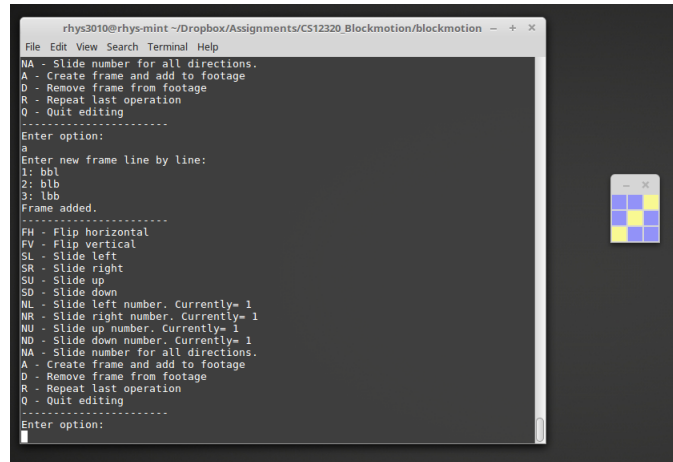 rhys3010@rhys-mint ~/Dropbox/Assignments/CS12320_Blockmotion/blockmotion – + ×
File Edit View Search Terminal Help
NA - Slide number for all directions.
A - Create frame and add to footage
D - Remove frame from footage
R - Repeat last operation
Q - Quit editing
-----------------------
Enter option:
a
Enter new frame line by line:
1: bbl
2: blb
3: lbb
Frame added.
-----------------------
FH - Flip horizontal
FV - Flip vertical
SL - Slide left
SR - Slide right
SU - Slide up
SD - Slide down
NL - Slide left number. Currently= 1
NR - Slide right number. Currently= 1
NU - Slide up number. Currently= 1
ND - Slide down number. Currently= 1
NA - Slide number for all directions.
A - Create frame and add to footage
D - Remove frame from footage
R - Repeat last operation
Q - Quit editing
-----------------------
Enter option:
– ×